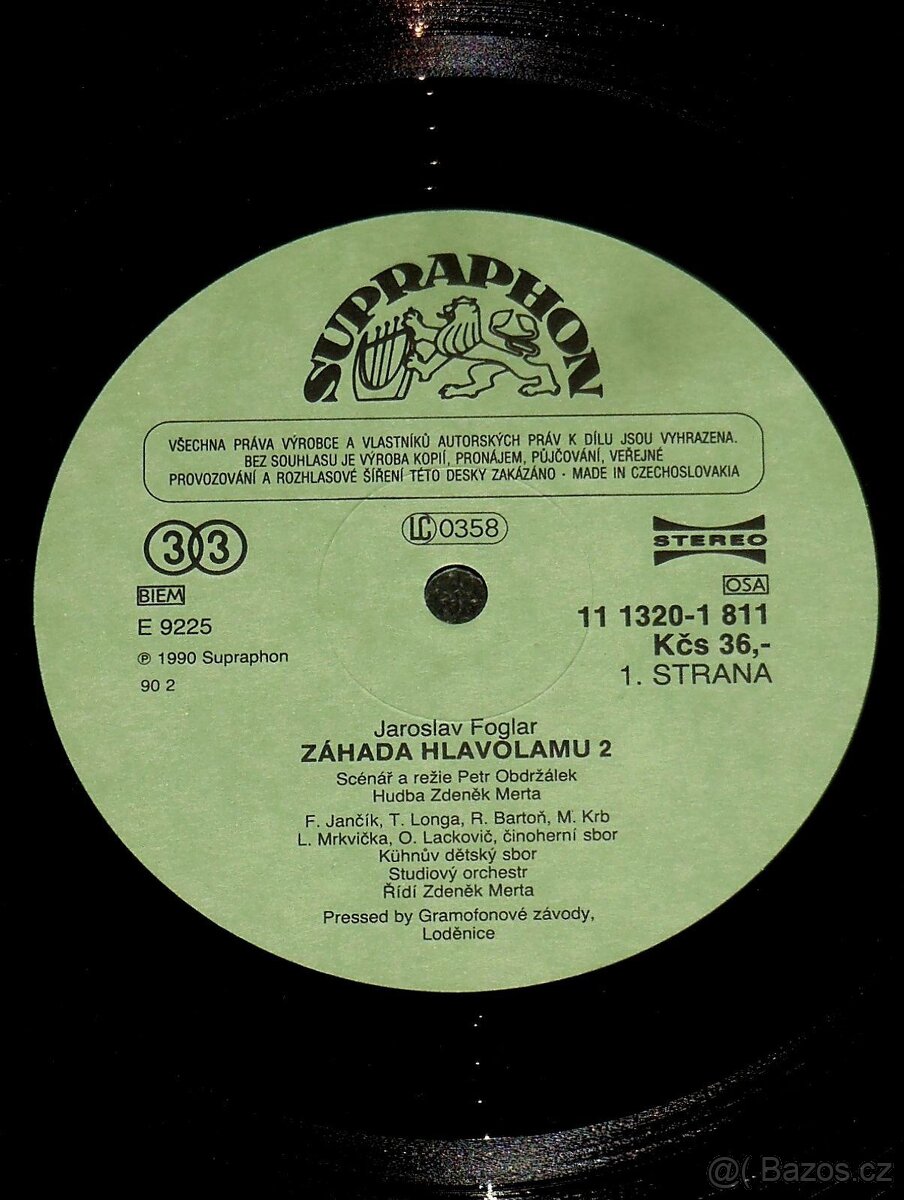 SUPRAPHON
VŠECHNA PRÁVA VÝROBCE A VLASTNÍKŮ AUTORSKÝCH PRÁV K DÍLU JSOU VYHRAZENA.
BEZ SOUHLASU JE VÝROBA KOPIÍ, PRONÁJEM, PŮJČOVÁNÍ, VEŘEJNÉ
PROVOZOVÁNÍ A ROZHLASOVÉ ŠÍŘENÍ TÉTO DESKY ZAKÁZÁNO · MADE IN CZECHOSLOVAKIA
33
LC 0358
STEREO
BIEM
OSA
E 9225
11 1320-1 811
Kčs 36,-
℗ 1990 Supraphon
1. STRANA
90 2
Jaroslav Foglar
ZÁHADA HLAVOLAMU 2
Scénář a režie Petr Obdržálek
Hudba Zdeněk Merta
F. Jančík, T. Longa, R. Bartoň, M. Krb
L. Mrkvička, O. Lackovič, činoherní sbor
Kühnův dětský sbor
Studiový orchestr
Řídí Zdeněk Merta
Pressed by Gramofonové závody,
Loděnice
@( Bazos.cz